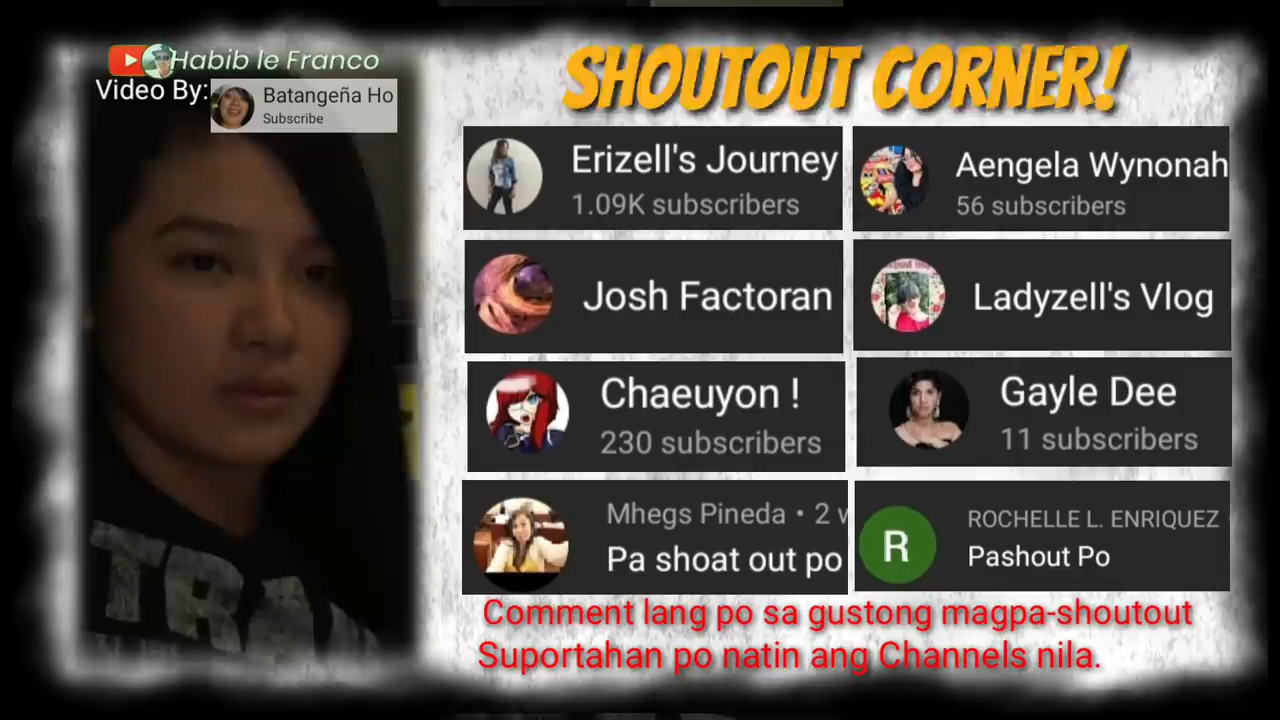 Habib le Franco
Video By:
Batangeña Ho
Subscribe
SHOUTOUT CORNER!
Erizell's Journey
1.09K subscribers
Aengela Wynonah
56 subscribers
Josh Factoran
Ladyzell's Vlog
Chaeuyon !
230 subscribers
Gayle Dee
11 subscribers
Mhegs Pineda • 2
Pa shoat out po
R
ROCHELLE L. ENRIQUEZ
Pashout Po
Comment lang po sa gustong magpa-shoutout
Suportahan po natin ang Channels nila.